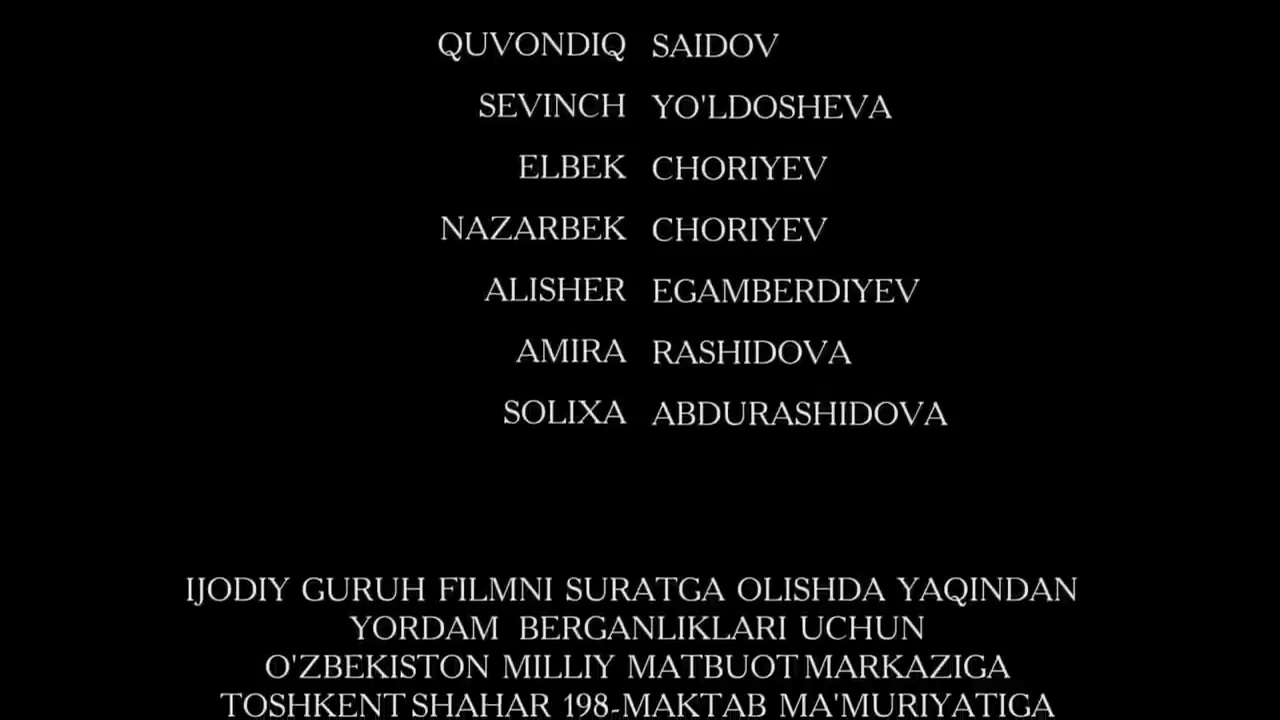 QUVONDIQ SAIDOV
SEVINCH YO'LDOSHEVA
ELBEK CHORIYEV
NAZARBEK CHORIYEV
ALISHER EGAMBERDIYEV
AMIRA RASHIDOVA
SOLIXA ABDURASHIDOVA
IJODIY GURUH FILMNI SURATGA OLISHDA YAQINDAN
YORDAM BERGANLIKLARI UCHUN
O'ZBEKISTON MILLIY MATBUOT MARKAZIGA
TOSHKENT SHAHAR 198-MAKTAB MA'MURIYATIGA